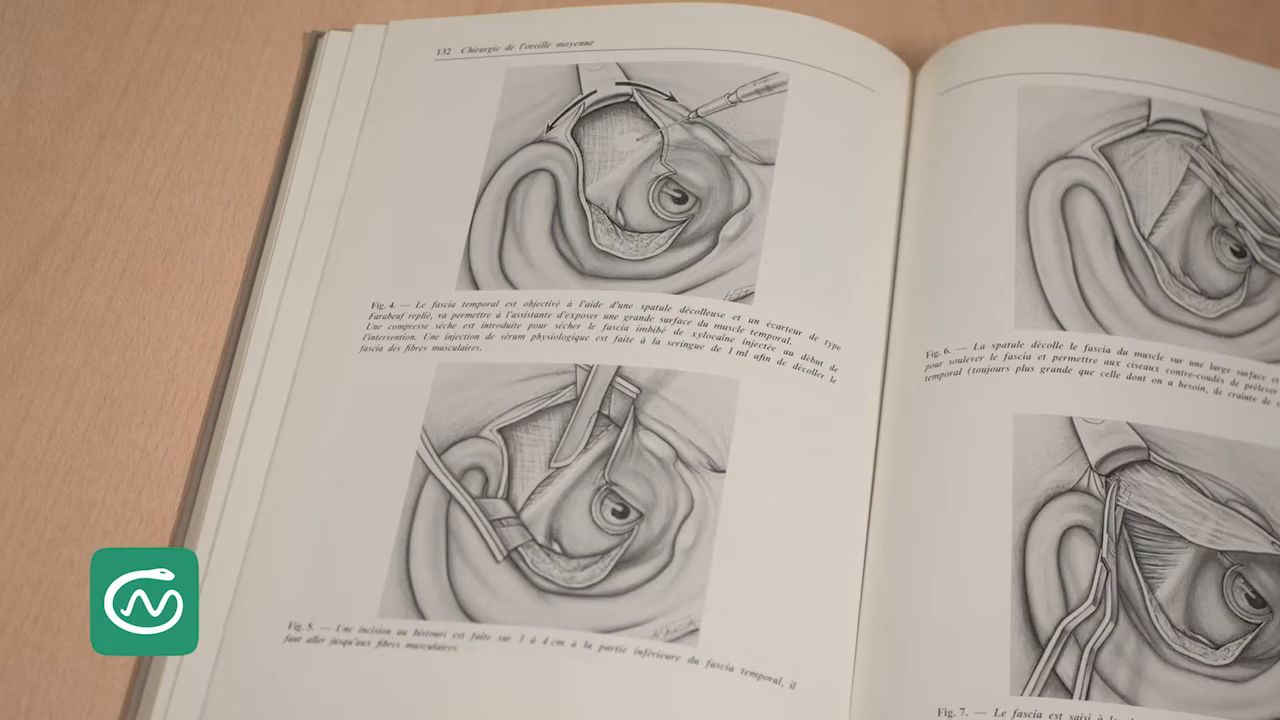 132 Chirurgie de l'oreille moyenne
Fig. 4. — Le fascia temporal est objectivé à l'aide d'une spatule décolleuse et un écarteur de type
Farabeuf replié, va permettre à l'assistante d'exposer une grande surface du muscle temporal.
Une compresse sèche est introduite pour sécher le fascia imbibé de xylocaïne injectée au début de
l'intervention. Une injection de sérum physiologique est faite à la seringue de 1 ml afin de décoller le
fascia des fibres musculaires.
Fig. 5. — Une incision au bistouri est faite sur 3 à 4 cm à la partie inférieure du fascia temporal, il
faut aller jusqu'aux fibres musculaires.
Fig. 6. — La spatule décolle le fascia du muscle sur une large surface et
pour soulever le fascia et permettre aux ciseaux contre-coudés de prélever
temporal (toujours plus grande que celle dont on a besoin, de crainte de
Fig. 7. — Le fascia est saisi à